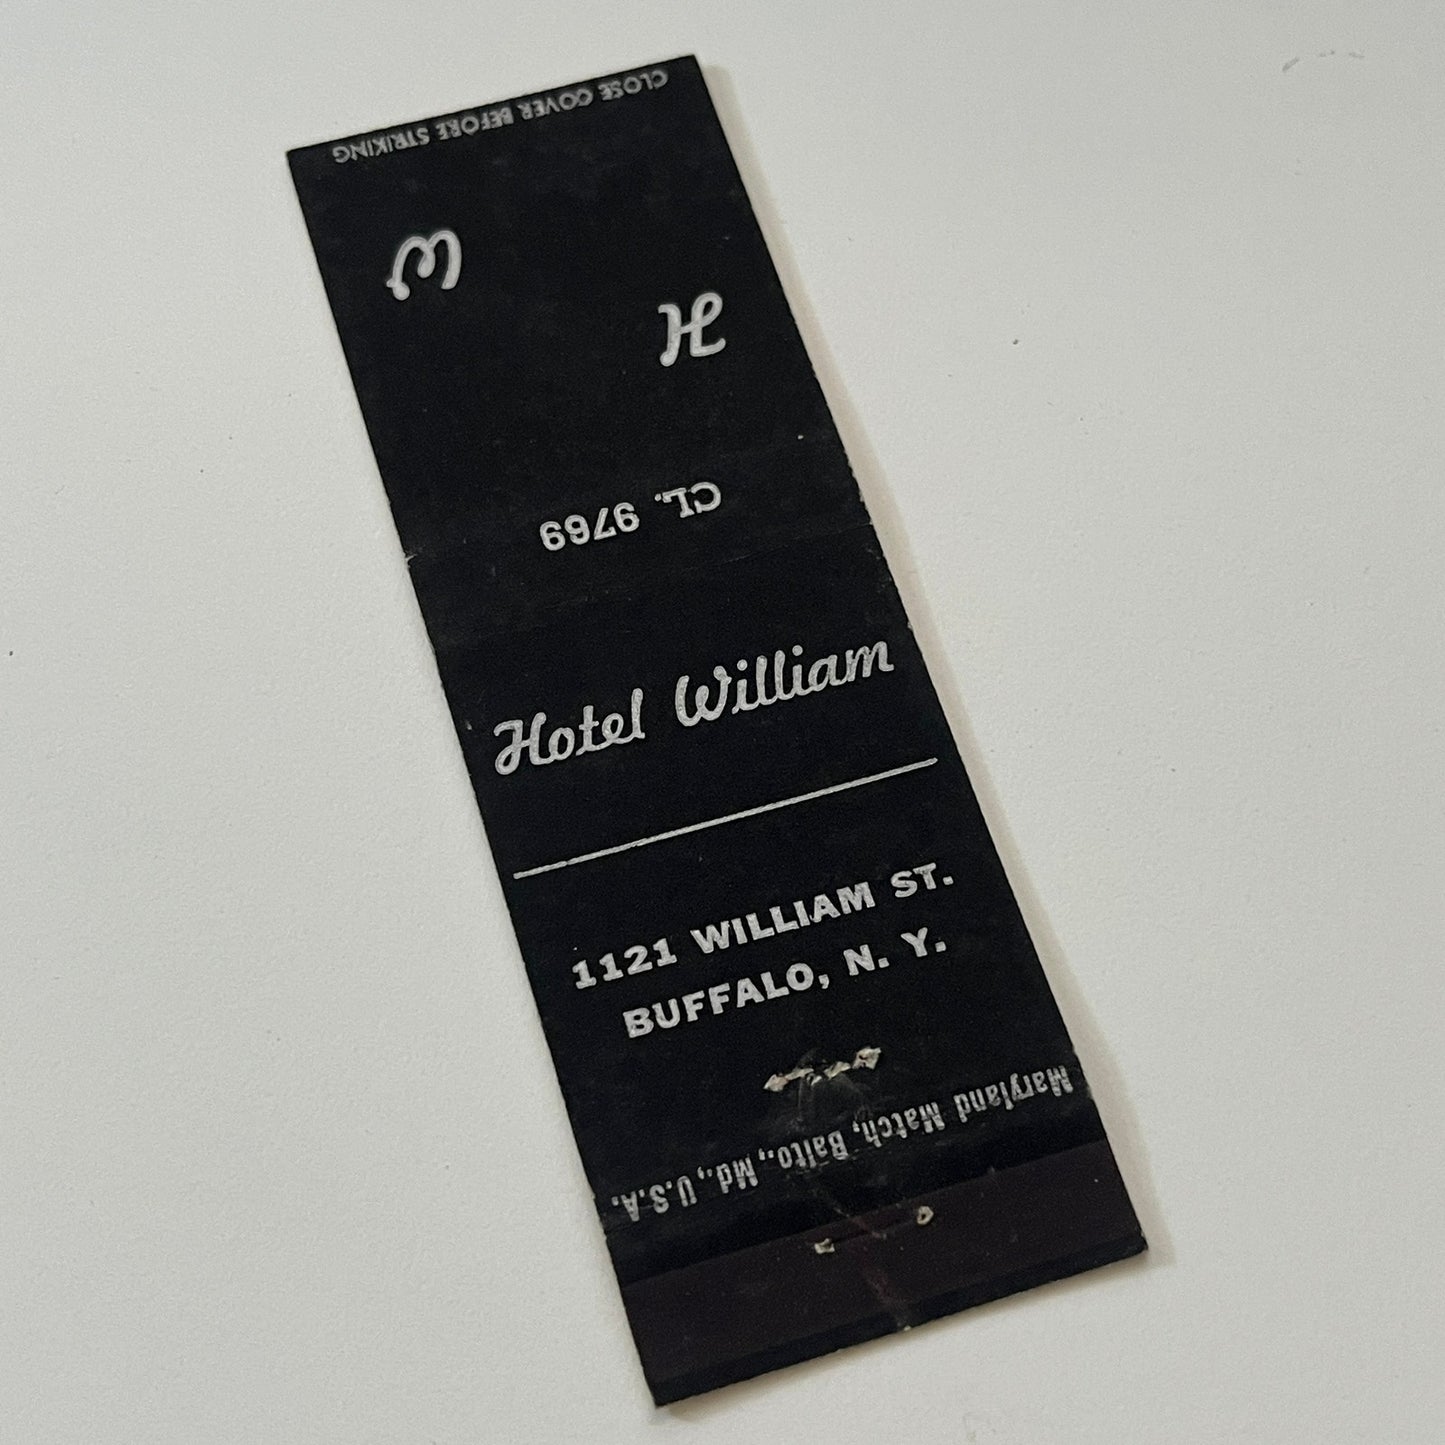 CLOSE COVER BEFORE STRIKING
W
H
CL. 9769
Hotel William
1121 WILLIAM ST.
BUFFALO, N. Y.
Maryland Match, Balto., Md., U.S.A.